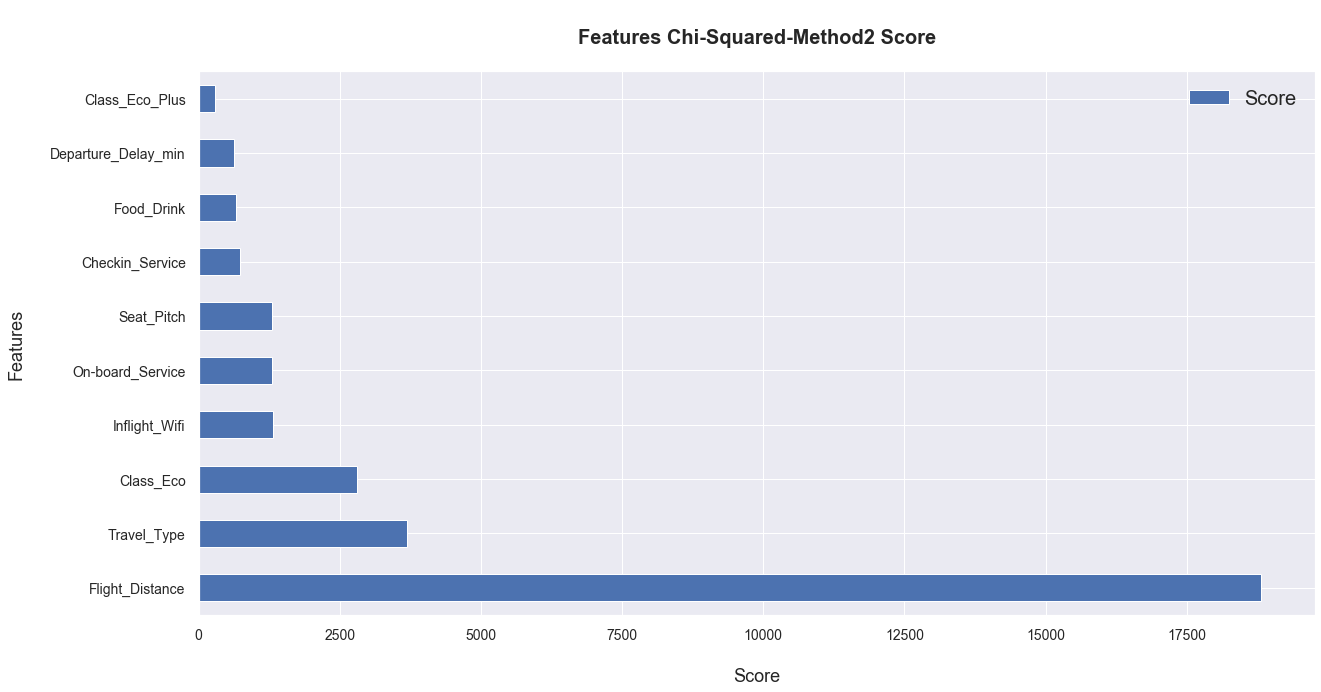 Features Chi-Squared-Method2 Score
Score
Class_Eco_Plus
Departure_Delay_min
Food_Drink
Checkin_Service
Seat_Pitch
On-board_Service
Inflight_Wifi
Class_Eco
Travel_Type
Flight_Distance
Features
0 2500 5000 7500 10000 12500 15000 17500
Score